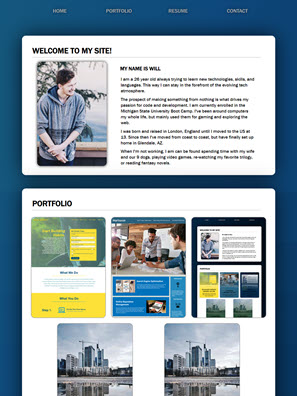 HOME PORTFOLIO RESUME CONTACT
WELCOME TO MY SITE!
MY NAME IS WILL
I am a 26 year old always trying to learn new technologies, skills, and
languages. This way I can stay in the forefront of the evolving tech
atmosphere.
The prospect of making something from nothing is what drives my
passion for code and development. I am currently enrolled in the
Michigan State University Boot Camp. I've been around computers
my whole life, but mainly used them for gaming and exploring the
web.
I was born and raised in London, England until I moved to the US at
13. Since then I've moved from coast to coast, but have finally set up
home in Glendale, AZ.
When I'm not working, I am can be found spending time with my wife
and our 9 dogs, playing video games, re-watching my favorite trilogy,
or reading fantasy novels.
PORTFOLIO
What We Do
What You Do
Step 1